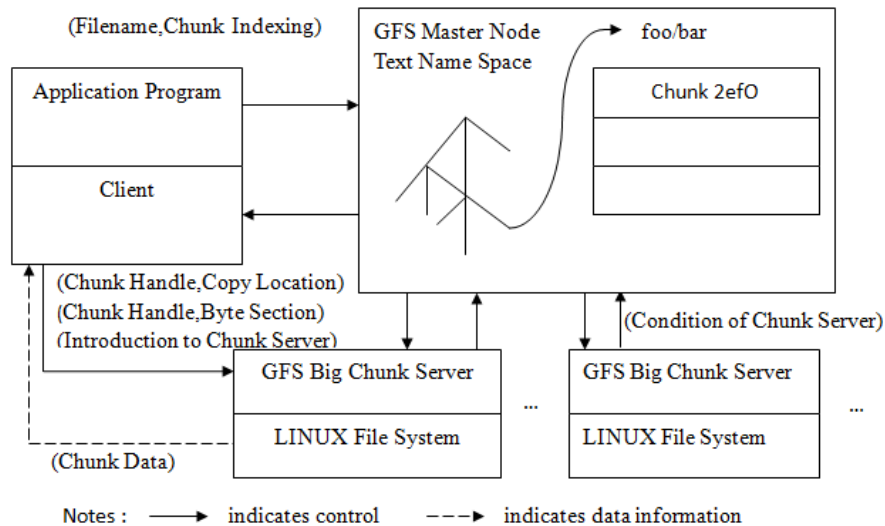 (Filename,Chunk Indexing)
GFS Master Node
Text Name Space
foo/bar
Application Program
Chunk 2efO
Client
(Chunk Handle,Copy Location)
(Chunk Handle,Byte Section)
(Introduction to Chunk Server)
(Condition of Chunk Server)
GFS Big Chunk Server
...
GFS Big Chunk Server
...
LINUX File System
LINUX File System
(Chunk Data)
Notes : indicates control indicates data information